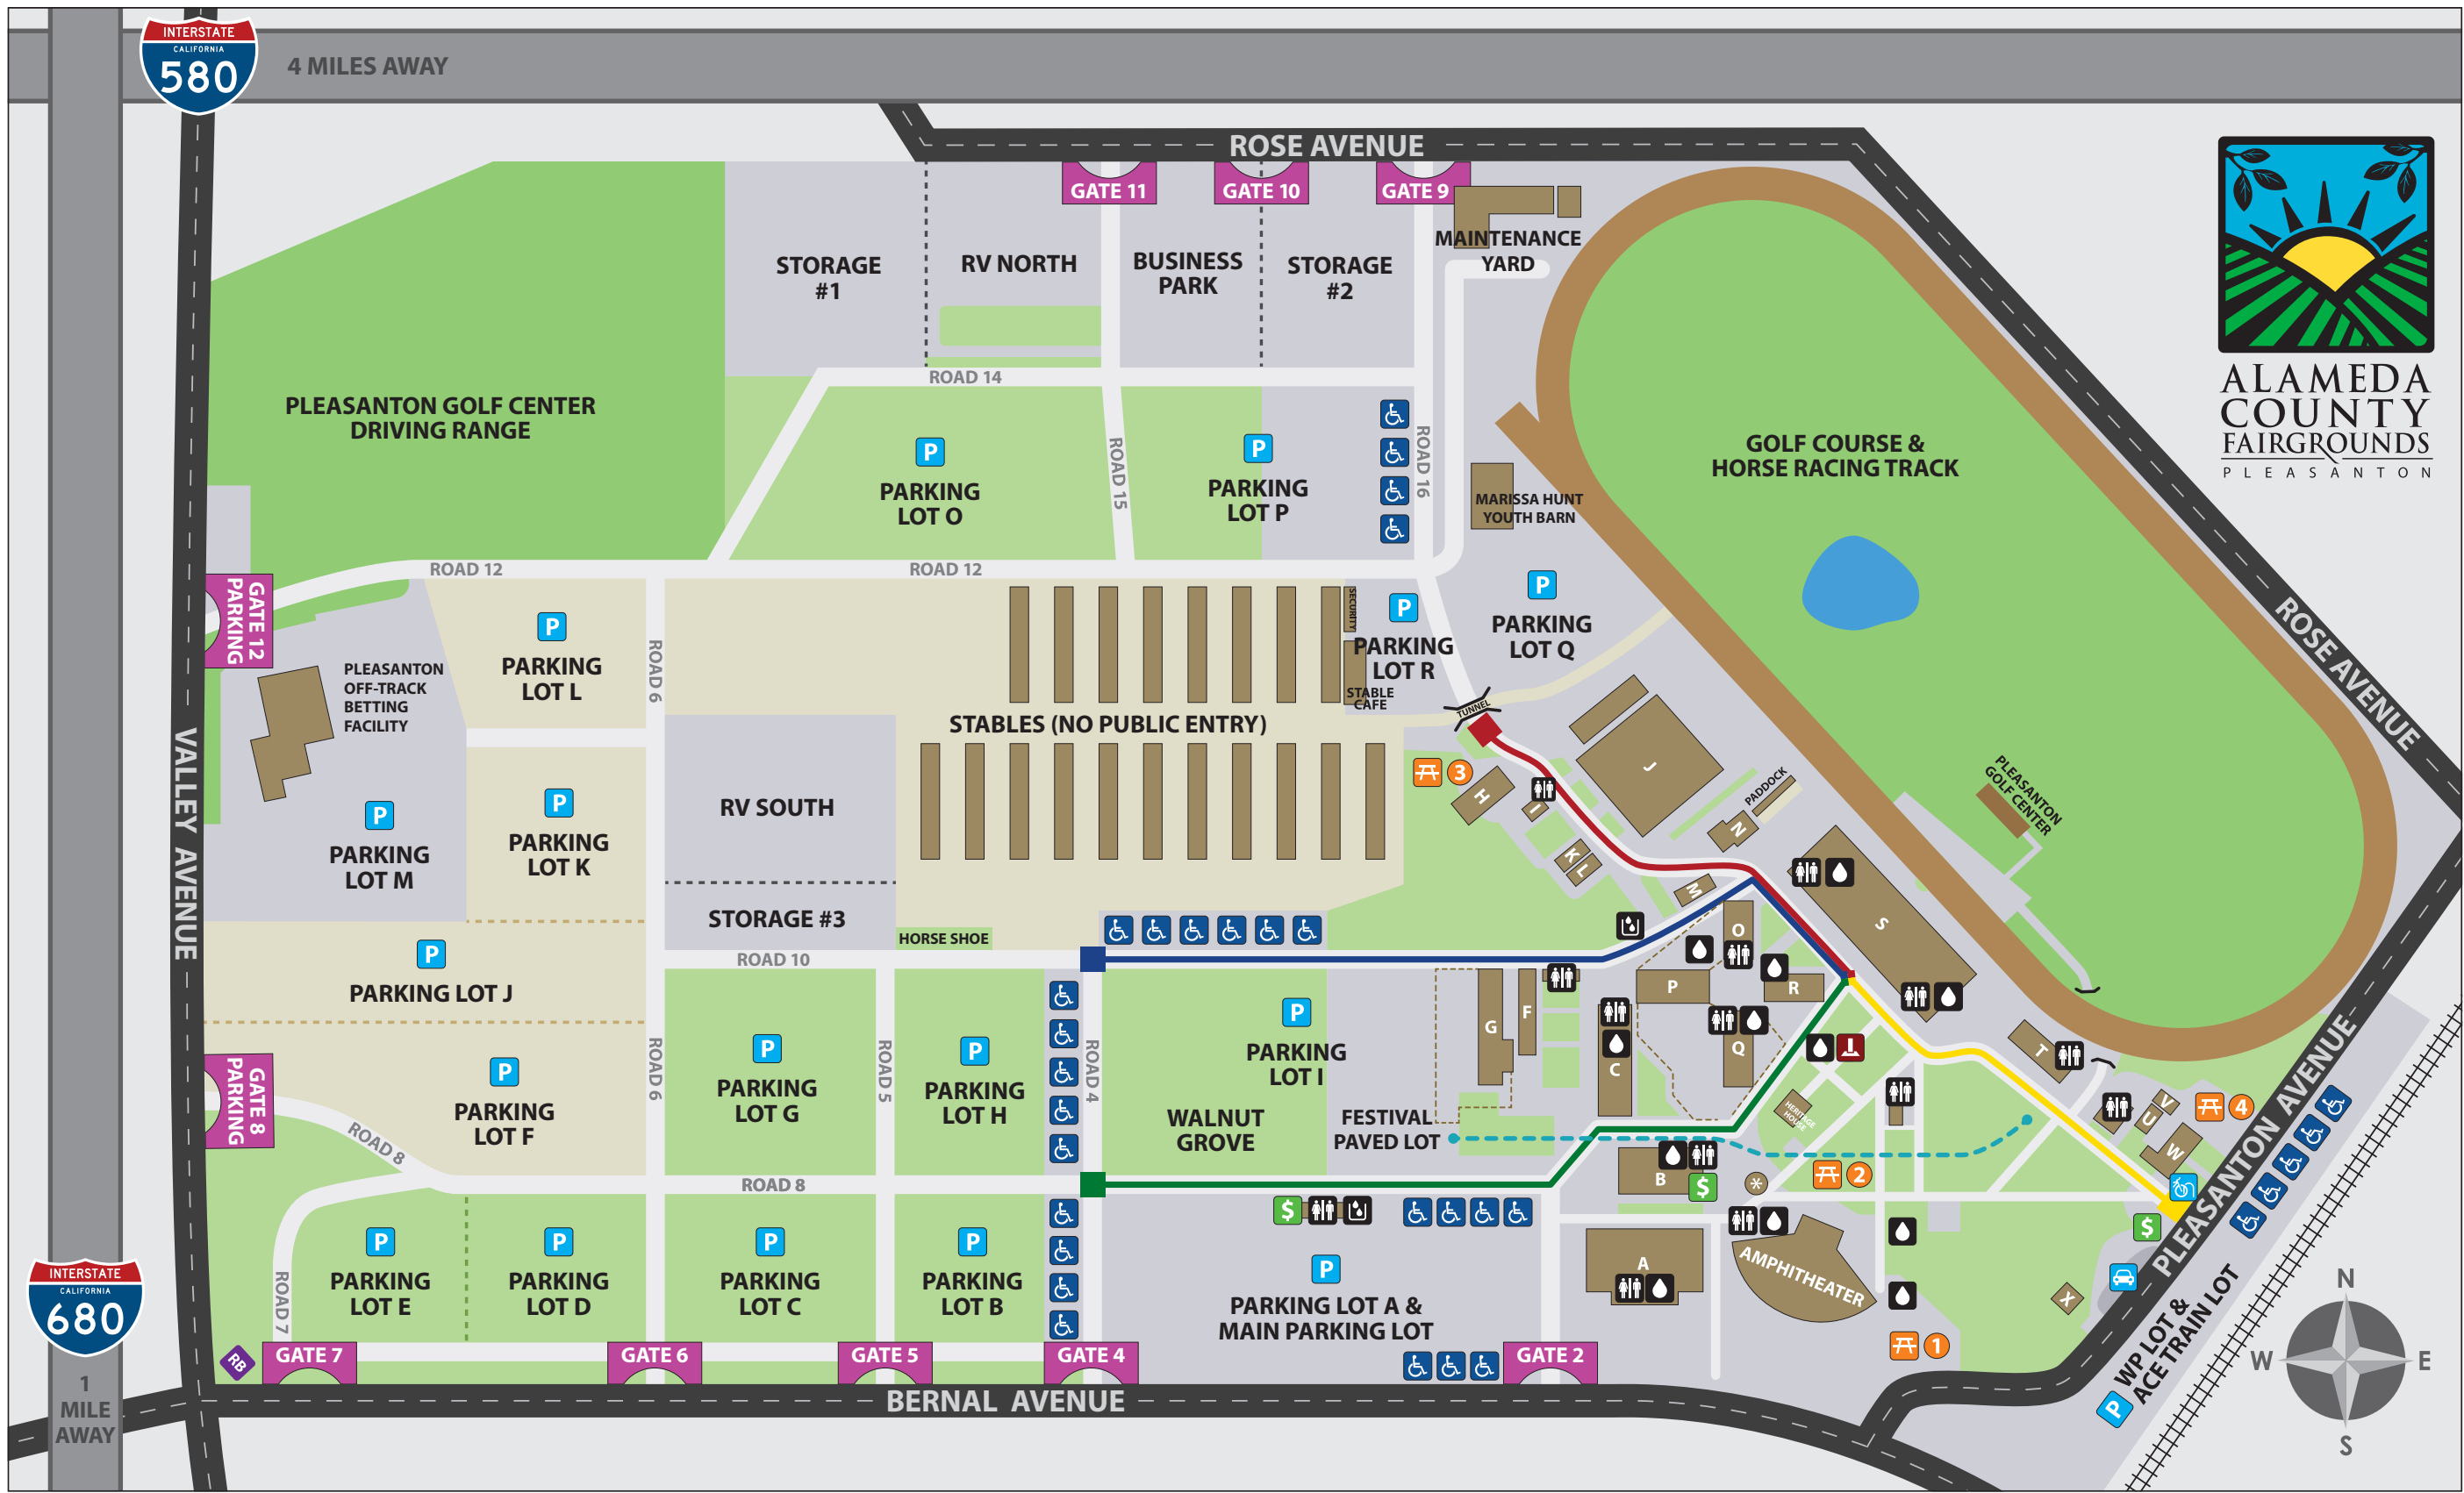 INTERSTATE
CALIFORNIA
580
4 MILES AWAY
ROSE AVENUE
GATE 11
GATE 10
GATE 9
MAINTENANCE
YARD
STORAGE
#1
RV NORTH
BUSINESS
PARK
STORAGE
#2
ALAMEDA
COUNTY
FAIRGROUNDS
PLEASANTON
ROAD 14
PLEASANTON GOLF CENTER
DRIVING RANGE
P
PARKING
LOT O
ROAD 15
P
PARKING
LOT P
ROAD 16
MARISSA HUNT
YOUTH BARN
GOLF COURSE &
HORSE RACING TRACK
ROAD 12
ROAD 12
GATE 12
PARKING
P
PARKING
LOT L
ROAD 6
SECURITY
P
PARKING
LOT R
STABLE
CAFE
P
PARKING
LOT Q
ROSE AVENUE
PLEASANTON
OFF-TRACK
BETTING
FACILITY
STABLES (NO PUBLIC ENTRY)
TUNNEL
VALLEY AVENUE
P
PARKING
LOT M
P
PARKING
LOT K
RV SOUTH
3
H
I
J
K
L
M
N
PADDOCK
PLEASANTON
GOLF CENTER
STORAGE #3
HORSE SHOE
ROAD 10
P
PARKING LOT J
O
P
R
S
Q
GATE 8
PARKING
ROAD 8
P
PARKING
LOT F
ROAD 6
P
PARKING
LOT G
ROAD 5
P
PARKING
LOT H
ROAD 4
P
PARKING
LOT I
WALNUT
GROVE
FESTIVAL
PAVED LOT
G
F
C
HERITAGE
HOUSE
T
U
V
W
4
PLEASANTON AVENUE
ROAD 8
B
$
*
2
$
$
ROAD 7
P
PARKING
LOT E
P
PARKING
LOT D
P
PARKING
LOT C
P
PARKING
LOT B
P
PARKING LOT A &
MAIN PARKING LOT
A
AMPHITHEATER
1
X
P
WP LOT &
ACE TRAIN LOT
INTERSTATE
CALIFORNIA
680
1
MILE
AWAY
RB
GATE 7
GATE 6
GATE 5
GATE 4
GATE 2
BERNAL AVENUE
N
W
E
S